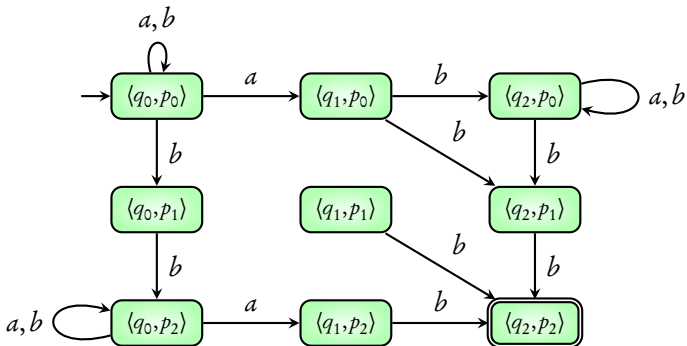 a, b
⟨q₀,p₀⟩ a ⟨q₁,p₀⟩ b ⟨q₂,p₀⟩ a, b
b b b
⟨q₀,p₁⟩ ⟨q₁,p₁⟩ ⟨q₂,p₁⟩
b b b
a, b ⟨q₀,p₂⟩ a ⟨q₁,p₂⟩ b ⟨q₂,p₂⟩